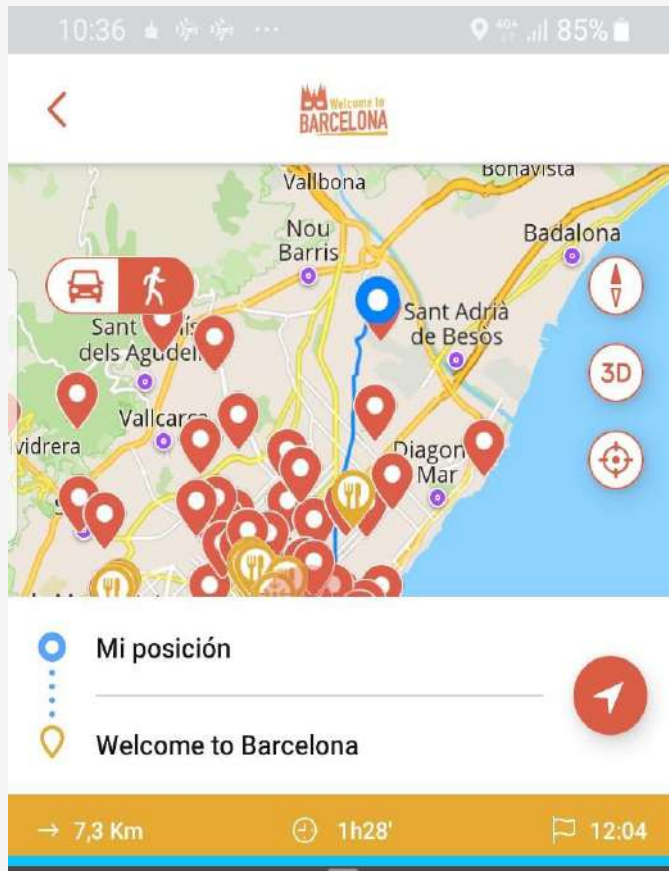 10:36
4G+
85%
Welcome to
BARCELONA
Vallbona
Bonavista
Nou
Barris
Badalona
Sant
dels
Sant Adrià
de Besòs
3D
Vallcarca
vidrera
Diagon
Mar
Mi posición
Welcome to Barcelona
7,3 Km
1h28'
12:04